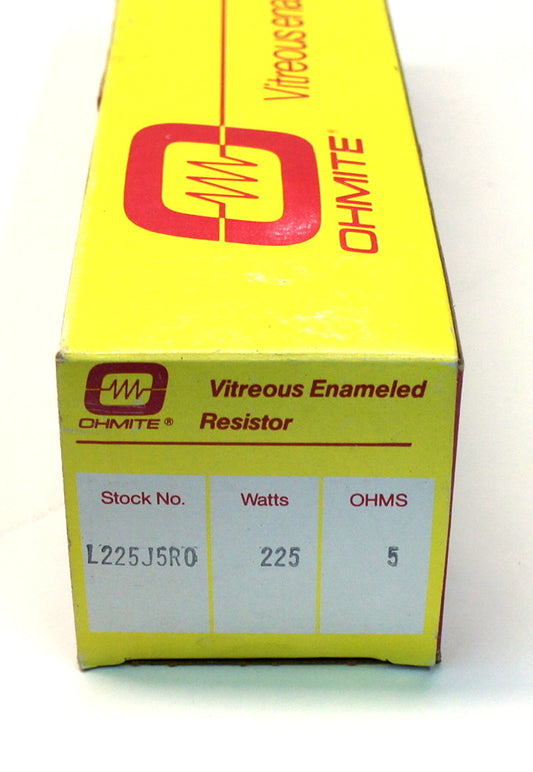 Vitreous ena
OHMITE®
OHMITE®
Vitreous Enameled
Resistor
Stock No. Watts OHMS
L225J5R0 225 5